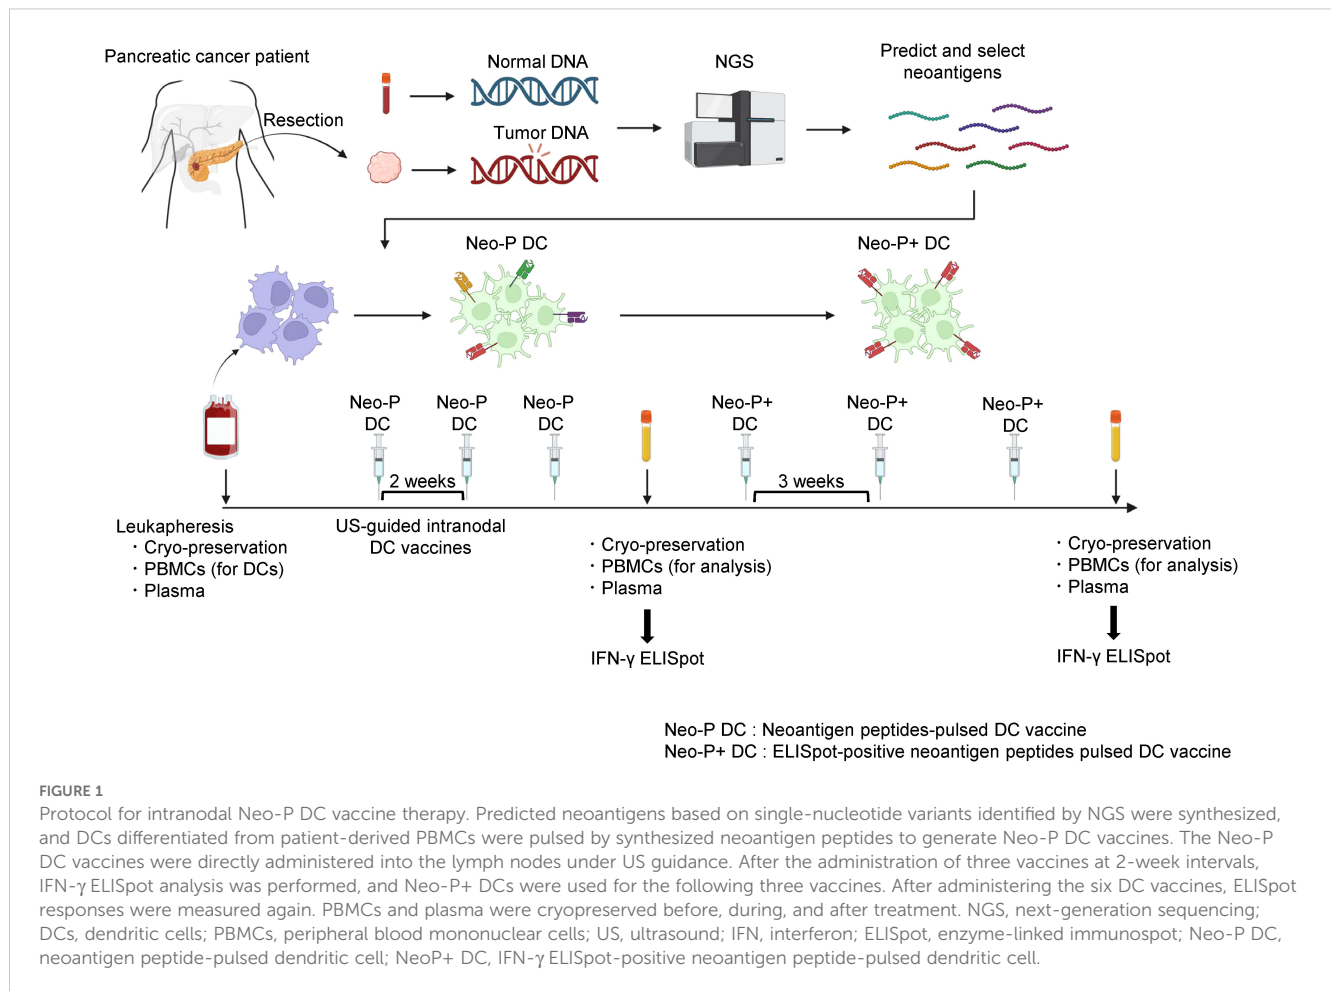 Pancreatic cancer patient
Resection
Normal DNA
Tumor DNA
NGS
Predict and select
neoantigens
Neo-P DC
Neo-P+ DC
Neo-P
DC
Neo-P
DC
Neo-P
DC
Neo-P+
DC
Neo-P+
DC
Neo-P+
DC
2 weeks
3 weeks
Leukapheresis
・Cryo-preservation
・PBMCs (for DCs)
・Plasma
US-guided intranodal
DC vaccines
・Cryo-preservation
・PBMCs (for analysis)
・Plasma
IFN-γ ELISpot
・Cryo-preservation
・PBMCs (for analysis)
・Plasma
IFN-γ ELISpot
Neo-P DC : Neoantigen peptides-pulsed DC vaccine
Neo-P+ DC : ELISpot-positive neoantigen peptides pulsed DC vaccine
FIGURE 1
Protocol for intranodal Neo-P DC vaccine therapy. Predicted neoantigens based on single-nucleotide variants identified by NGS were synthesized,
and DCs differentiated from patient-derived PBMCs were pulsed by synthesized neoantigen peptides to generate Neo-P DC vaccines. The Neo-P
DC vaccines were directly administered into the lymph nodes under US guidance. After the administration of three vaccines at 2-week intervals,
IFN-γ ELISpot analysis was performed, and Neo-P+ DCs were used for the following three vaccines. After administering the six DC vaccines, ELISpot
responses were measured again. PBMCs and plasma were cryopreserved before, during, and after treatment. NGS, next-generation sequencing;
DCs, dendritic cells; PBMCs, peripheral blood mononuclear cells; US, ultrasound; IFN, interferon; ELISpot, enzyme-linked immunospot; Neo-P DC,
neoantigen peptide-pulsed dendritic cell; NeoP+ DC, IFN-γ ELISpot-positive neoantigen peptide-pulsed dendritic cell.